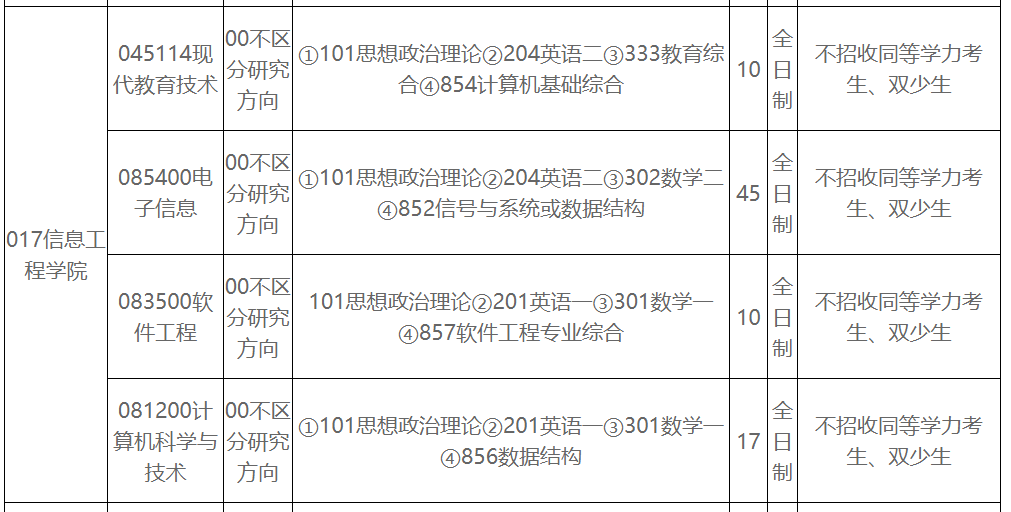 017信息工
程学院
045114现
代教育技术
00不区
分研究
方向
①101思想政治理论②204英语二③333教育综
合④854计算机基础综合
10
全
日
制
不招收同等学力考
生、双少生
085400电
子信息
00不区
分研究
方向
①101思想政治理论②204英语二③302数学二
④852信号与系统或数据结构
45
全
日
制
不招收同等学力考
生、双少生
083500软
件工程
00不区
分研究
方向
101思想政治理论②201英语一③301数学一
④857软件工程专业综合
10
全
日
制
不招收同等学力考
生、双少生
081200计
算机科学与
技术
00不区
分研究
方向
①101思想政治理论②201英语一③301数学一
④856数据结构
17
全
日
制
不招收同等学力考
生、双少生